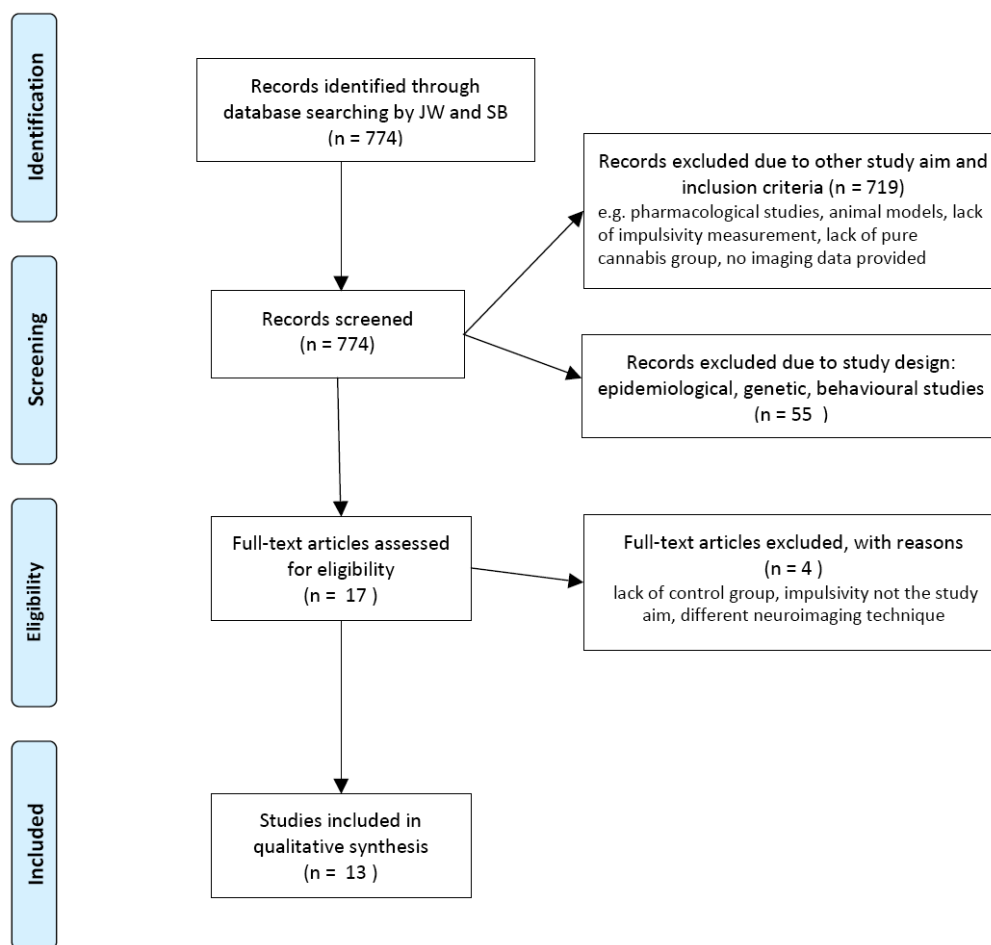 Identification
Records identified through
database searching by JW and SB
(n = 774)
Records excluded due to other study aim and
inclusion criteria (n = 719)
e.g. pharmacological studies, animal models, lack
of impulsivity measurement, lack of pure
cannabis group, no imaging data provided
Screening
Records screened
(n = 774)
Records excluded due to study design:
epidemiological, genetic, behavioural studies
(n = 55 )
Eligibility
Full-text articles assessed
for eligibility
(n = 17 )
Full-text articles excluded, with reasons
(n = 4 )
lack of control group, impulsivity not the study
aim, different neuroimaging technique
Included
Studies included in
qualitative synthesis
(n = 13 )